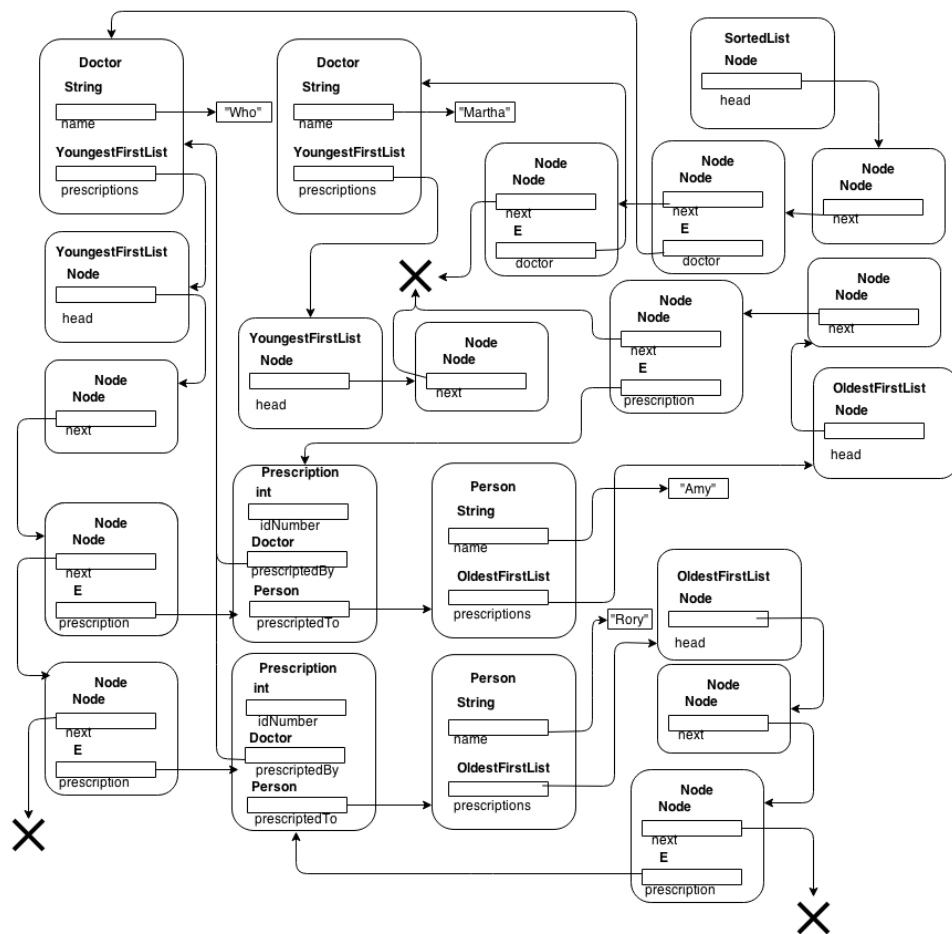 Doctor
String
name
"Who"
YoungestFirstList
prescriptions
Doctor
String
name
"Martha"
YoungestFirstList
prescriptions
SortedList
Node
head
Node
Node
next
E
doctor
Node
Node
next
E
doctor
Node
Node
next
YoungestFirstList
Node
head
YoungestFirstList
Node
head
Node
Node
next
Node
Node
next
E
prescription
Node
Node
next
OldestFirstList
Node
head
Node
Node
next
Node
Node
next
E
prescription
Prescription
int
idNumber
Doctor
prescriptedBy
Person
prescriptedTo
Person
String
name
"Amy"
OldestFirstList
prescriptions
Node
Node
next
E
prescription
Prescription
int
idNumber
Doctor
prescriptedBy
Person
prescriptedTo
Person
String
name
"Rory"
OldestFirstList
prescriptions
OldestFirstList
Node
head
Node
Node
next
Node
Node
next
E
prescription